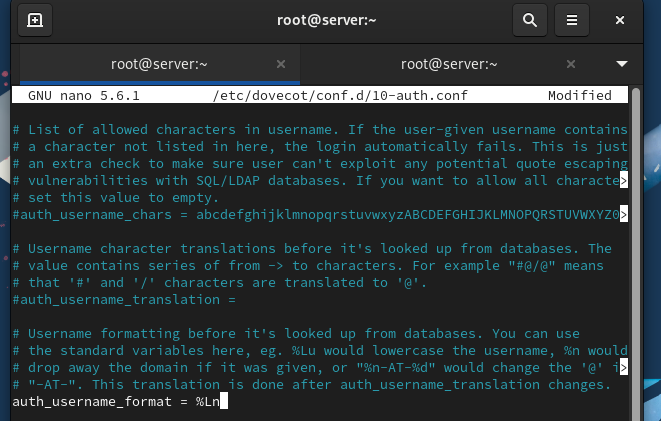 root@server:~
root@server:~ ×
root@server:~ ×
GNU nano 5.6.1 /etc/dovecot/conf.d/10-auth.conf Modified
# List of allowed characters in username. If the user-given username contains
# a character not listed in here, the login automatically fails. This is just
# an extra check to make sure user can't exploit any potential quote escaping
# vulnerabilities with SQL/LDAP databases. If you want to allow all characte>
# set this value to empty.
#auth_username_chars = abcdefghijklmnopqrstuvwxyzABCDEFGHIJKLMNOPQRSTUVWXYZ0>
# Username character translations before it's looked up from databases. The
# value contains series of from -> to characters. For example "#@/@" means
# that '#' and '/' characters are translated to '@'.
#auth_username_translation =
# Username formatting before it's looked up from databases. You can use
# the standard variables here, eg. %Lu would lowercase the username, %n would
# drop away the domain if it was given, or "%n-AT-%d" would change the '@' i>
# "-AT-". This translation is done after auth_username_translation changes.
auth_username_format = %Ln